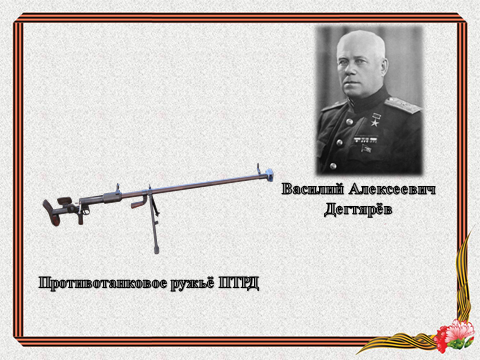 Василий Алексеевич
Дегтярёв
Противотанковое ружьё ПТРД